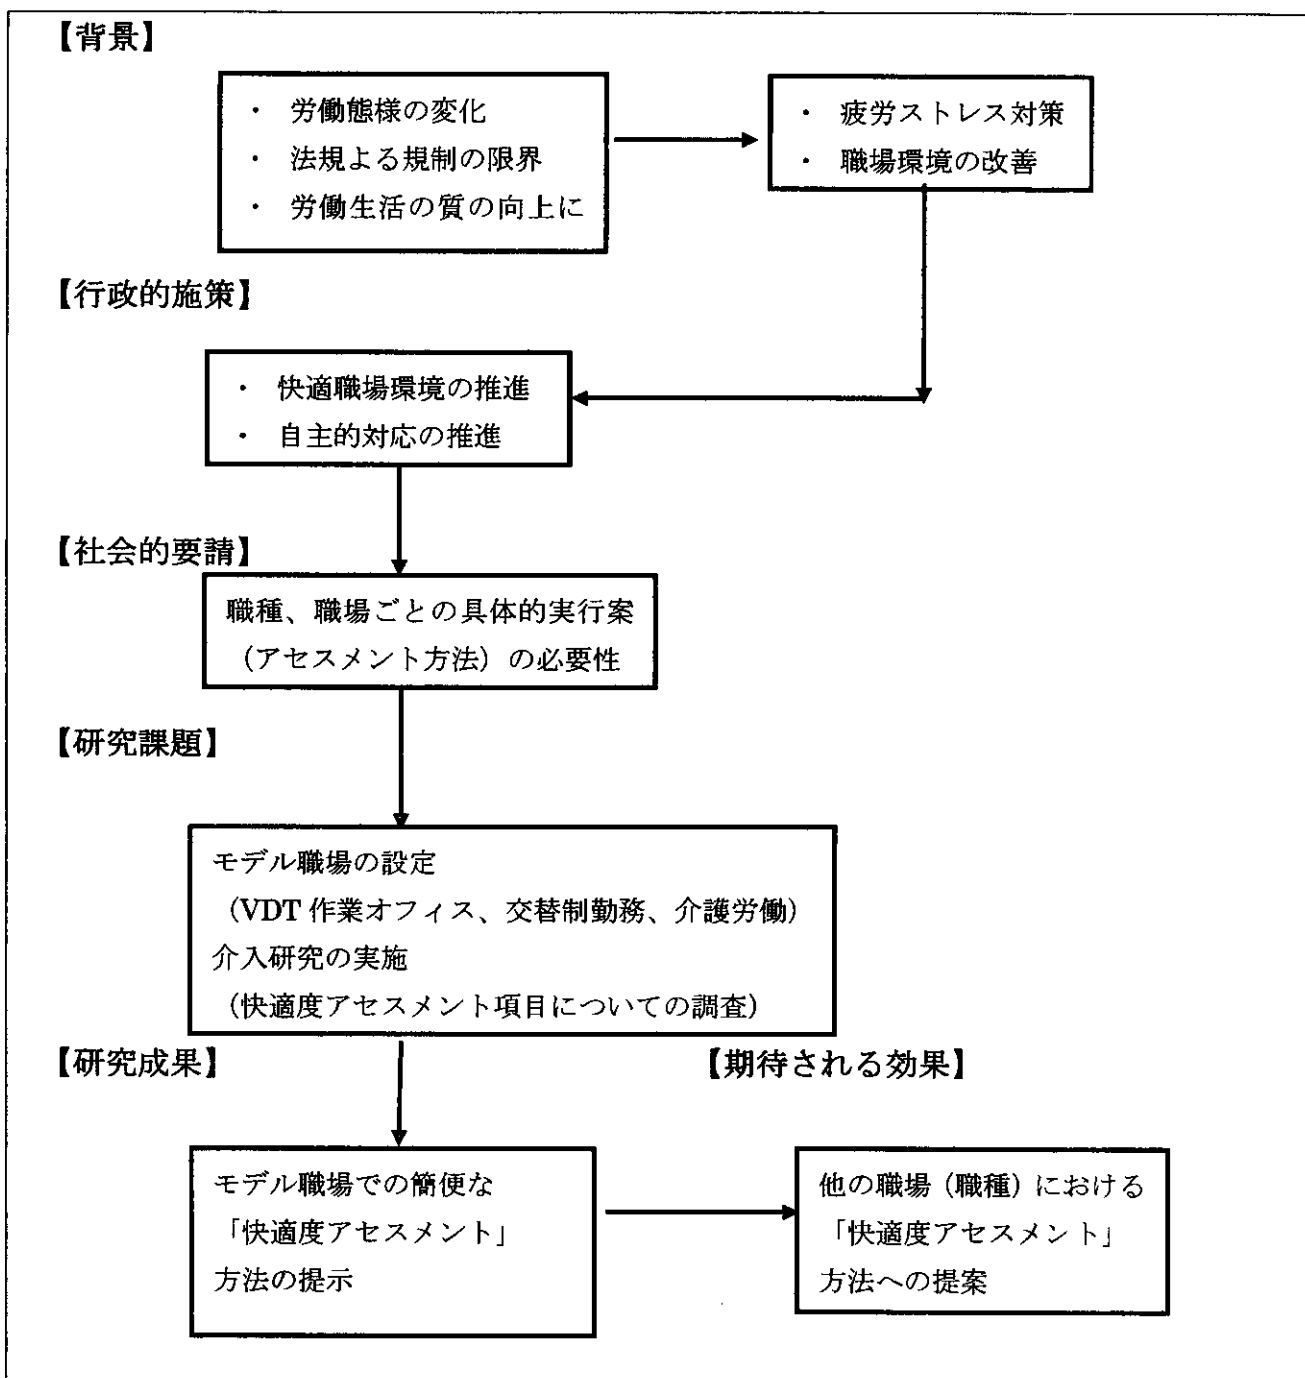 【背景】
・ 労働態様の変化
・ 法規よる規制の限界
・ 労働生活の質の向上に
・ 疲労ストレス対策
・ 職場環境の改善
【行政的施策】
・ 快適職場環境の推進
・ 自主的対応の推進
【社会的要請】
職種、職場ごとの具体的実行案
（アセスメント方法）の必要性
【研究課題】
モデル職場の設定
（VDT 作業オフィス、交替制勤務、介護労働）
介入研究の実施
（快適度アセスメント項目についての調査）
【研究成果】
【期待される効果】
モデル職場での簡便な
「快適度アセスメント」
方法の提示
他の職場（職種）における
「快適度アセスメント」
方法への提案